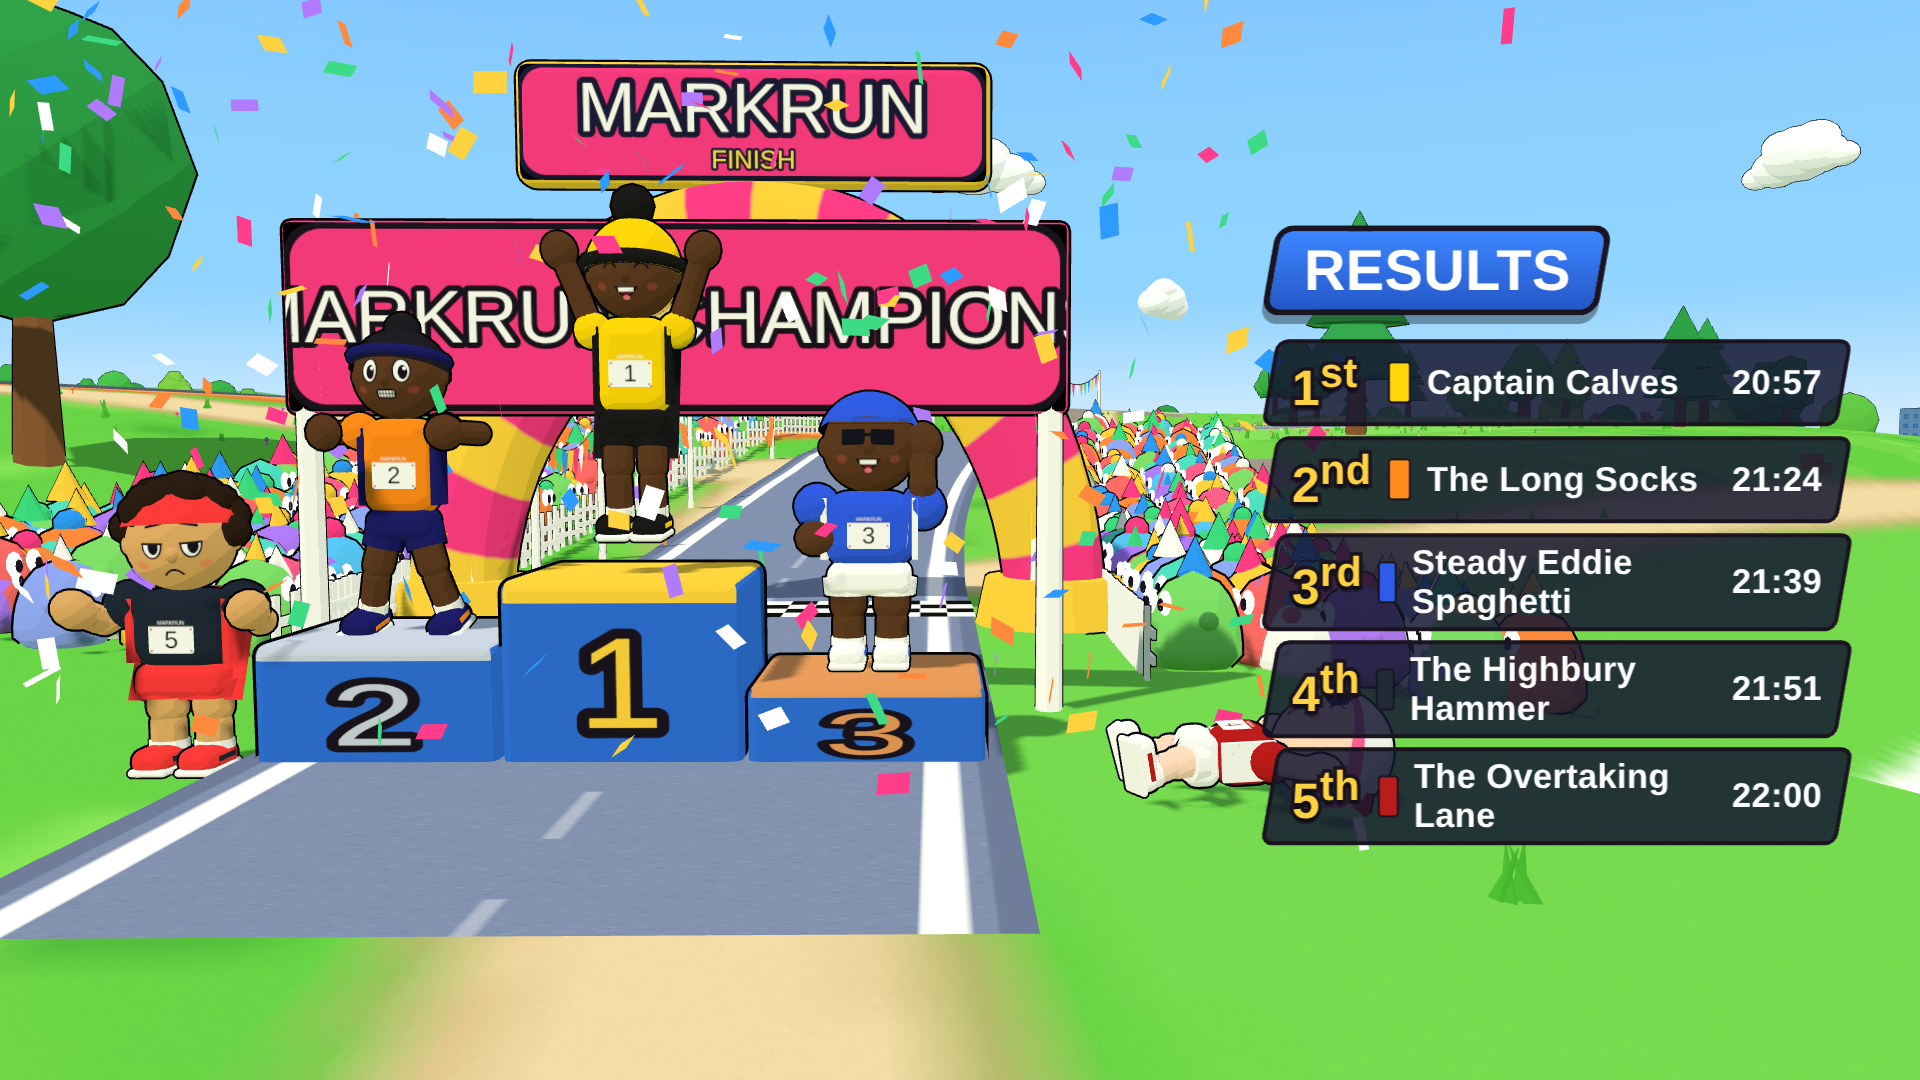 MARKRUN
FINISH
MARKRU CHAMPION
1
2
3
5
2
1
3
RESULTS
1st Captain Calves 20:57
2nd The Long Socks 21:24
3rd Steady Eddie
Spaghetti 21:39
4th The Highbury
Hammer 21:51
5th The Overtaking
Lane 22:00